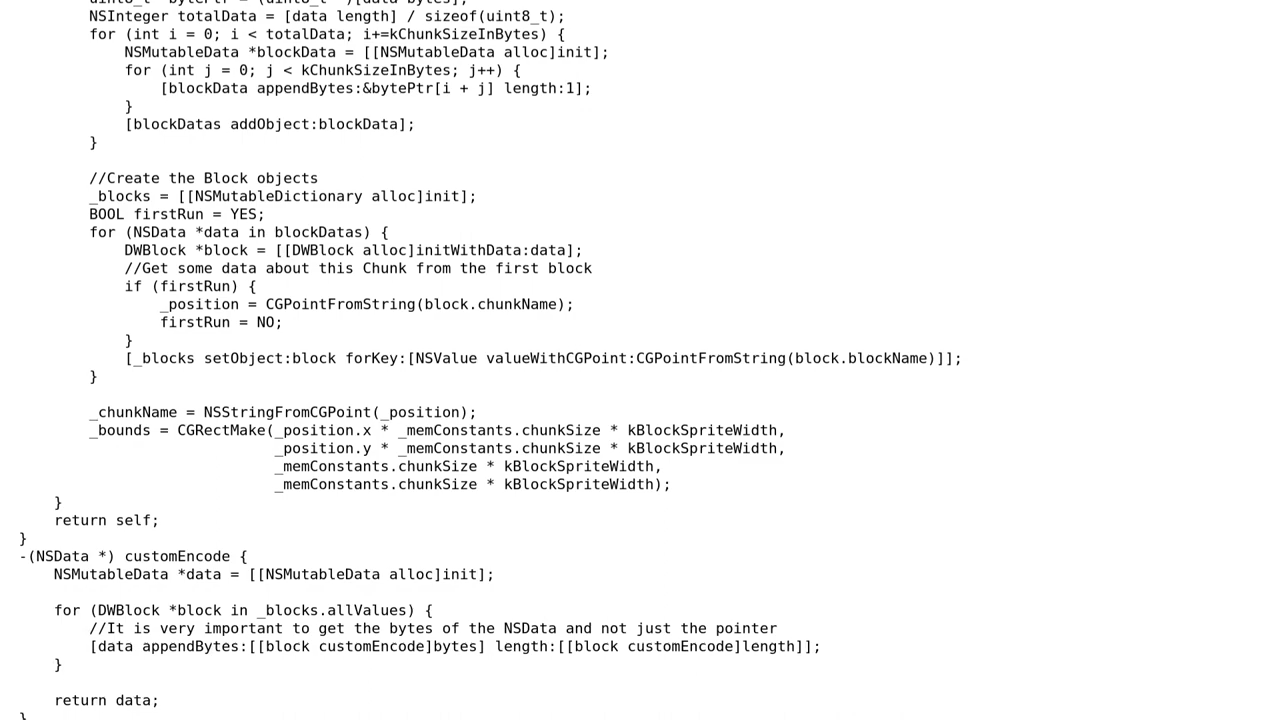 NSInteger totalData = [data length] / sizeof(uint8_t);
for (int i = 0; i < totalData; i+=kChunkSizeInBytes) {
NSMutableData *blockData = [[NSMutableData alloc]init];
for (int j = 0; j < kChunkSizeInBytes; j++) {
[blockData appendBytes:&bytePtr[i + j] length:1];
}
[blockDatas addObject:blockData];
}
//Create the Block objects
_blocks = [[NSMutableDictionary alloc]init];
BOOL firstRun = YES;
for (NSData *data in blockDatas) {
DWBlock *block = [[DWBlock alloc]initWithData:data];
//Get some data about this Chunk from the first block
if (firstRun) {
_position = CGPointFromString(block.chunkName);
firstRun = NO;
}
[_blocks setObject:block forKey:[NSValue valueWithCGPoint:CGPointFromString(block.blockName)]];
}
_chunkName = NSStringFromCGPoint(_position);
_bounds = CGRectMake(_position.x * _memConstants.chunkSize * kBlockSpriteWidth,
_position.y * _memConstants.chunkSize * kBlockSpriteWidth,
_memConstants.chunkSize * kBlockSpriteWidth,
_memConstants.chunkSize * kBlockSpriteWidth);
}
return self;
}
-(NSData *) customEncode {
NSMutableData *data = [[NSMutableData alloc]init];
for (DWBlock *block in _blocks.allValues) {
//It is very important to get the bytes of the NSData and not just the pointer
[data appendBytes:[[block customEncode]bytes] length:[[block customEncode]length]];
}
return data;
}